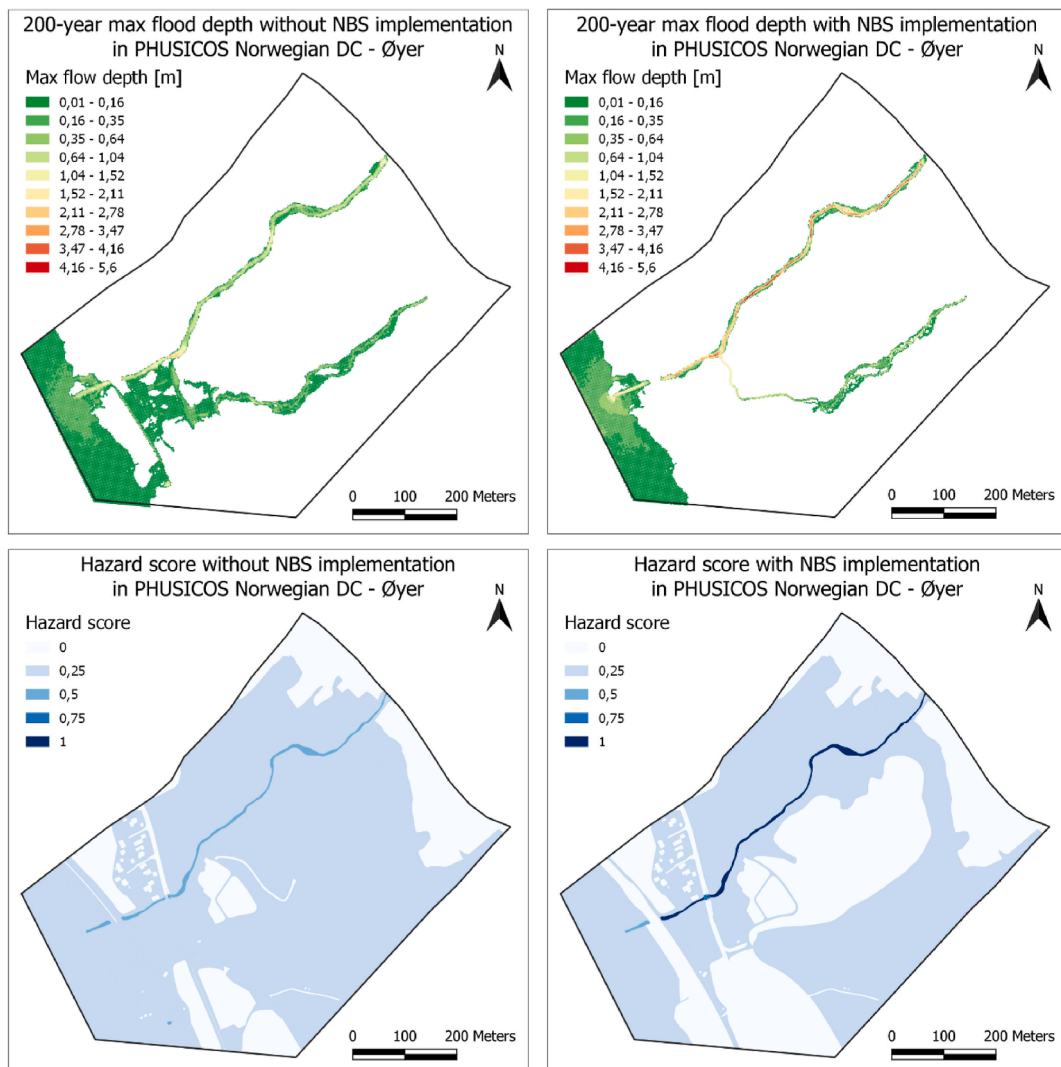 200-year max flood depth without NBS implementation
in PHUSICOS Norwegian DC - Øyer
N
Max flow depth [m]
0,01 - 0,16
0,16 - 0,35
0,35 - 0,64
0,64 - 1,04
1,04 - 1,52
1,52 - 2,11
2,11 - 2,78
2,78 - 3,47
3,47 - 4,16
4,16 - 5,6
0 100 200 Meters
200-year max flood depth with NBS implementation
in PHUSICOS Norwegian DC - Øyer
N
Max flow depth [m]
0,01 - 0,16
0,16 - 0,35
0,35 - 0,64
0,64 - 1,04
1,04 - 1,52
1,52 - 2,11
2,11 - 2,78
2,78 - 3,47
3,47 - 4,16
4,16 - 5,6
0 100 200 Meters
Hazard score without NBS implementation
in PHUSICOS Norwegian DC - Øyer
N
Hazard score
0
0,25
0,5
0,75
1
0 100 200 Meters
Hazard score with NBS implementation
in PHUSICOS Norwegian DC - Øyer
N
Hazard score
0
0,25
0,5
0,75
1
0 100 200 Meters